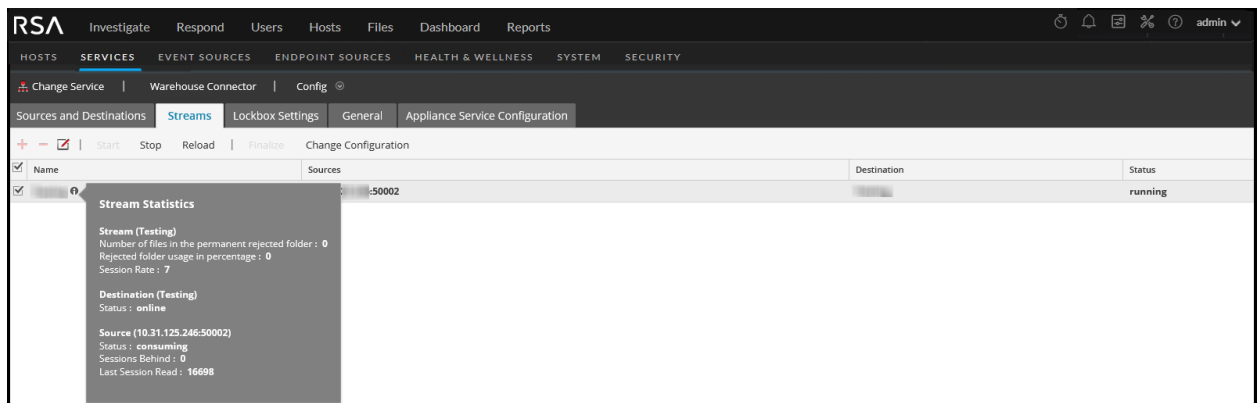 RSA Investigate Respond Users Hosts Files Dashboard Reports admin
HOSTS SERVICES EVENT SOURCES ENDPOINT SOURCES HEALTH & WELLNESS SYSTEM SECURITY
Change Service | Warehouse Connector | Config
Sources and Destinations Streams Lockbox Settings General Appliance Service Configuration
Start Stop Reload | Finalize Change Configuration
Name Sources Destination Status
:50002 running
Stream Statistics
Stream (Testing)
Number of files in the permanent rejected folder : 0
Rejected folder usage in percentage : 0
Session Rate : 7
Destination (Testing)
Status : online
Source (10.31.125.246:50002)
Status : consuming
Sessions Behind : 0
Last Session Read : 16698